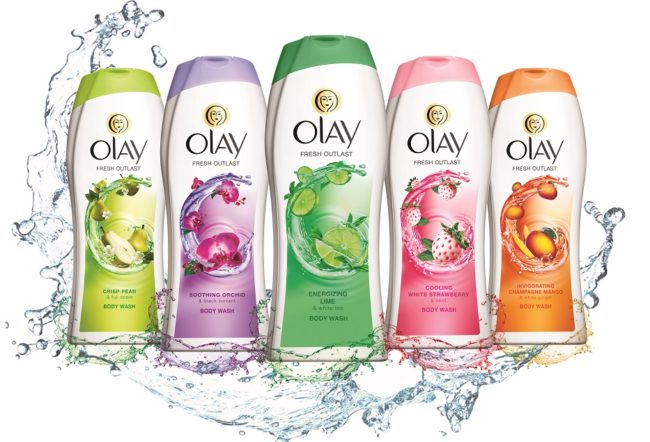 OLAY
FRESH OUTLAST
CRISP PEAR
& fuji apple
BODY WASH
OLAY
FRESH OUTLAST
SOOTHING ORCHID
& black currant
BODY WASH
OLAY
FRESH OUTLAST
ENERGIZING
LIME
& white tea
BODY WASH
OLAY
FRESH OUTLAST
COOLING
WHITE STRAWBERRY
& mint
BODY WASH
OLAY
FRESH OUTLAST
INVIGORATING
CHAMPAGNE MANGO
& white ginger
BODY WASH